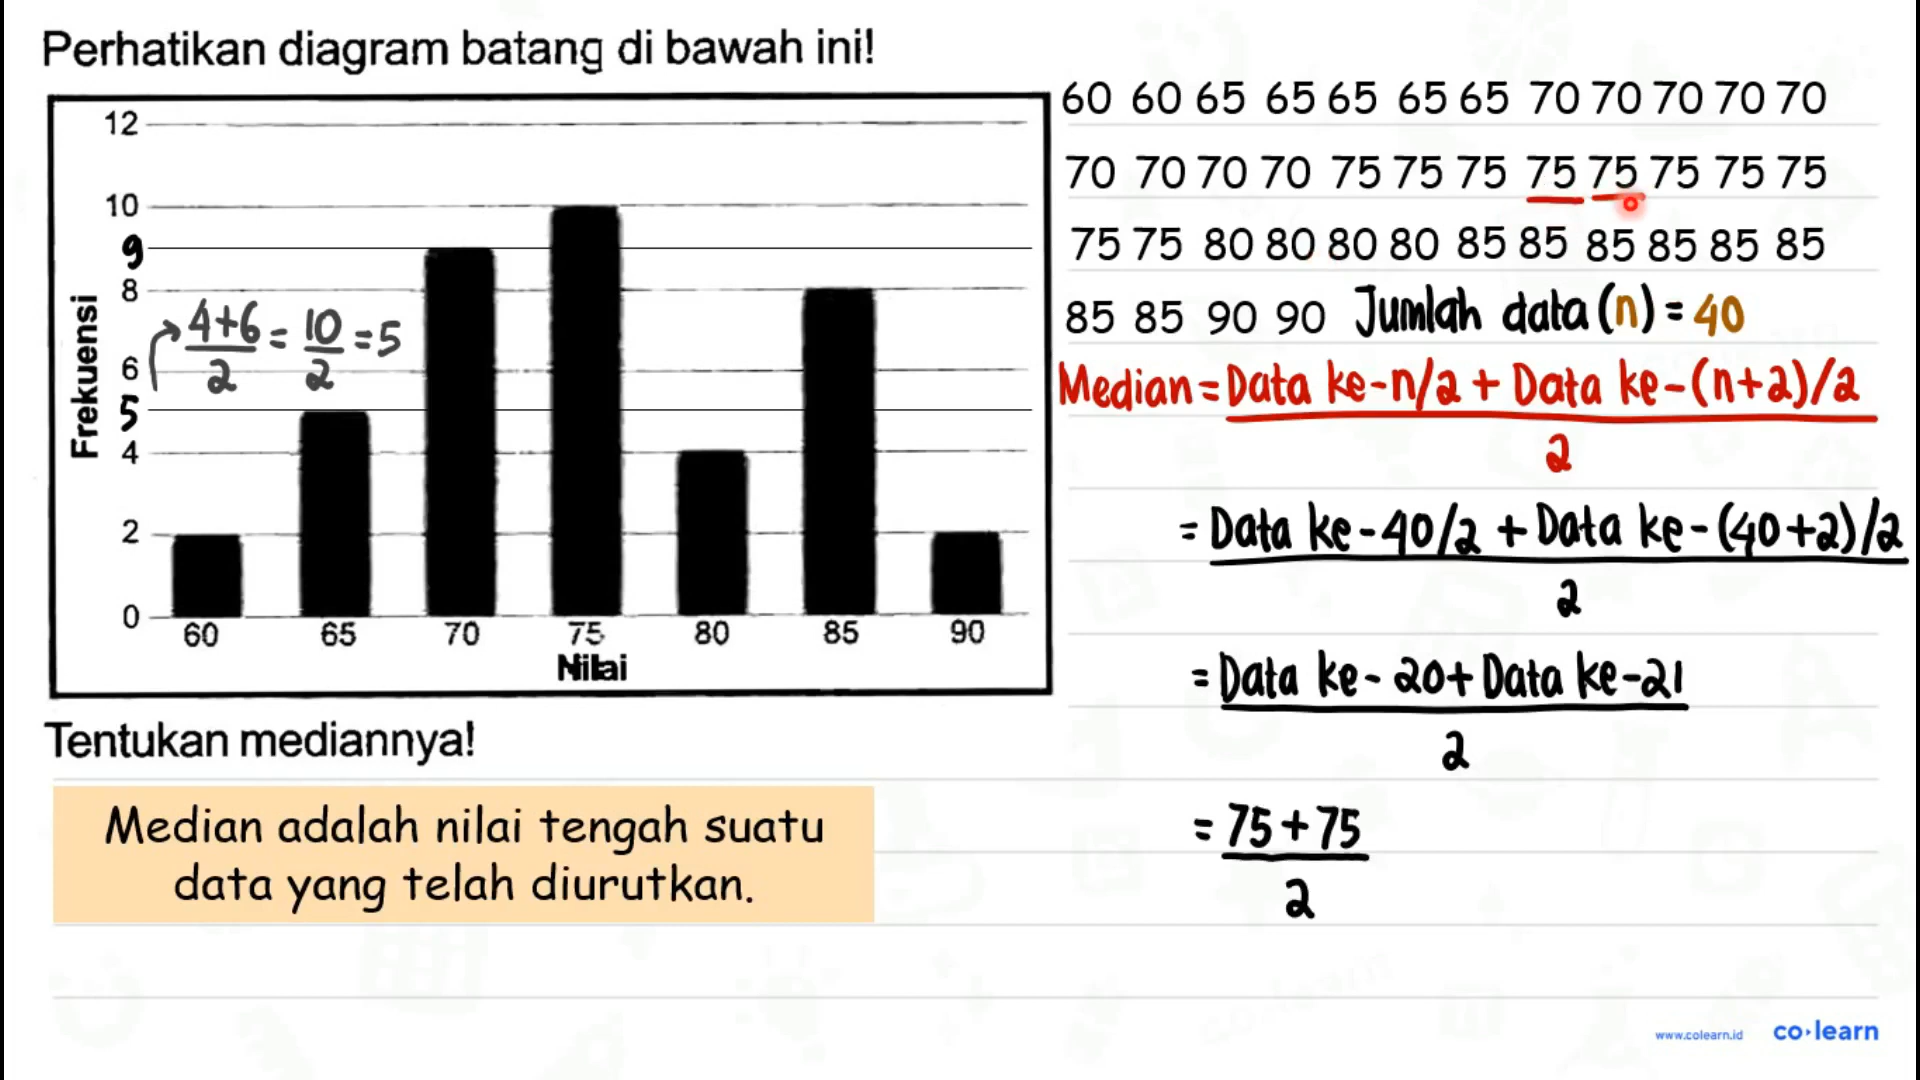 Perhatikan diagram batang di bawah ini!
12
10
9
8
6
5
4
2
0
Frekuensi
4+6/2 = 10/2 = 5
60 65 70 75 80 85 90
Nilai
Tentukan mediannya!
Median adalah nilai tengah suatu
data yang telah diurutkan.
60 60 65 65 65 65 65 70 70 70 70 70
70 70 70 70 75 75 75 75 75 75 75 75
75 75 80 80 80 80 85 85 85 85 85 85
85 85 90 90 Jumlah data (n) = 40
Median = Data ke-n/2 + Data ke-(n+2)/2
2
= Data ke-40/2 + Data ke-(40+2)/2
2
= Data ke-20 + Data ke-21
2
= 75+75
2
www.colearn.id co·learn